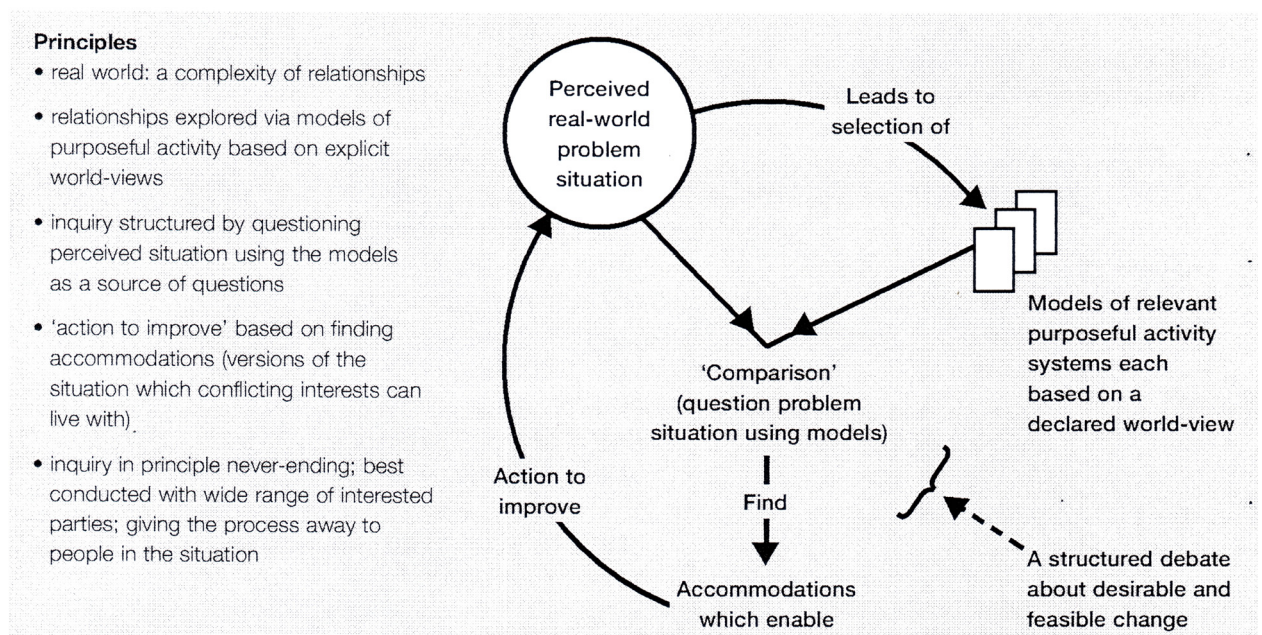 Principles
• real world: a complexity of relationships
• relationships explored via models of
purposeful activity based on explicit
world-views
• inquiry structured by questioning
perceived situation using the models
as a source of questions
• ‘action to improve’ based on finding
accommodations (versions of the
situation which conflicting interests can
live with)
• inquiry in principle never-ending; best
conducted with wide range of interested
parties; giving the process away to
people in the situation
Perceived
real-world
problem
situation
Leads to
selection of
Models of relevant
purposeful activity
systems each
based on a
declared world-view
‘Comparison’
(question problem
situation using models)
Find
Accommodations
which enable
Action to
improve
A structured debate
about desirable and
feasible change